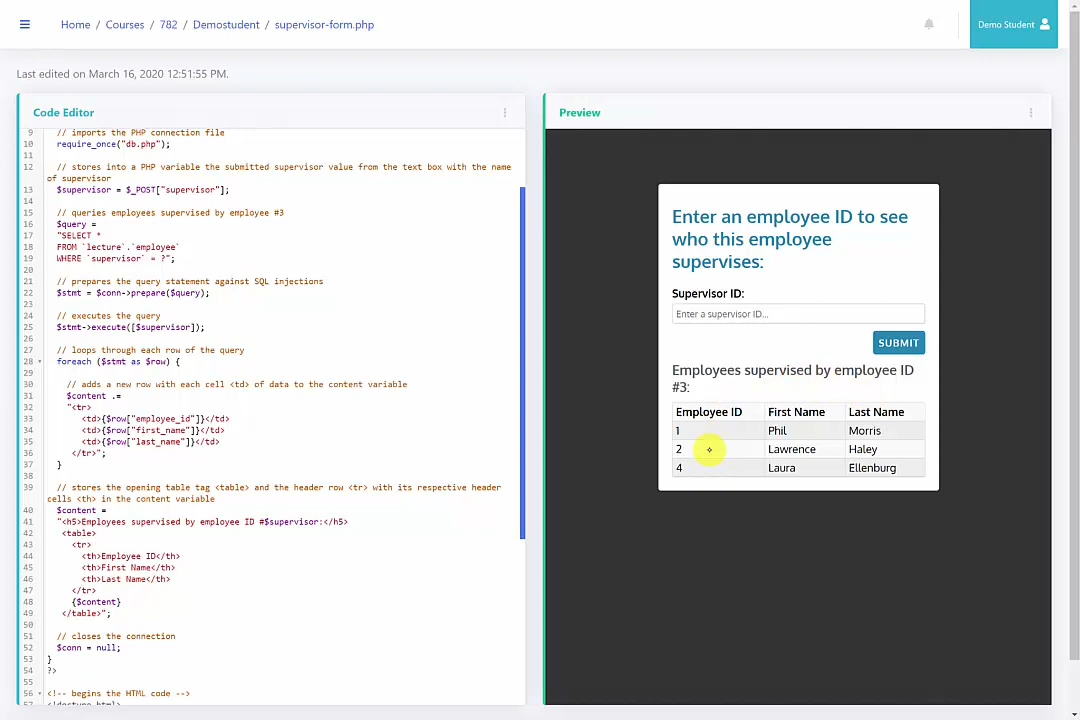 Home / Courses / 782 / Demostudent / supervisor-form.php
Demo Student
Last edited on March 16, 2020 12:51:55 PM.
Code Editor
9 // imports the PHP connection file
10 require_once("db.php");
11
12 // stores into a PHP variable the submitted supervisor value from the text box with the name
of supervisor
13 $supervisor = $_POST["supervisor"];
14
15 // queries employees supervised by employee #3
16 $query =
17 "SELECT *
18 FROM `lecture`.`employee`
19 WHERE `supervisor` = ?";
20
21 // prepares the query statement against SQL injections
22 $stmt = $conn->prepare($query);
23
24 // executes the query
25 $stmt->execute([$supervisor]);
26
27 // loops through each row of the query
28 foreach ($stmt as $row) {
29
30 // adds a new row with each cell <td> of data to the content variable
31 $content .=
32 "<tr>
33 <td>{$row["employee_id"]}</td>
34 <td>{$row["first_name"]}</td>
35 <td>{$row["last_name"]}</td>
36 </tr>";
37 }
38
39 // stores the opening table tag <table> and the header row <tr> with its respective header
cells <th> in the content variable
40 $content =
41 "<h5>Employees supervised by employee ID #$supervisor:</h5>
42 <table>
43 <tr>
44 <th>Employee ID</th>
45 <th>First Name</th>
46 <th>Last Name</th>
47 </tr>
48 {$content}
49 </table>";
50
51 // closes the connection
52 $conn = null;
53 }
54 ?>
55
56 <!-- begins the HTML code -->
<!doctype html>
Preview
Enter an employee ID to see
who this employee
supervises:
Supervisor ID:
Enter a supervisor ID...
SUBMIT
Employees supervised by employee ID
#3:
Employee ID First Name Last Name
1 Phil Morris
2 Lawrence Haley
4 Laura Ellenburg